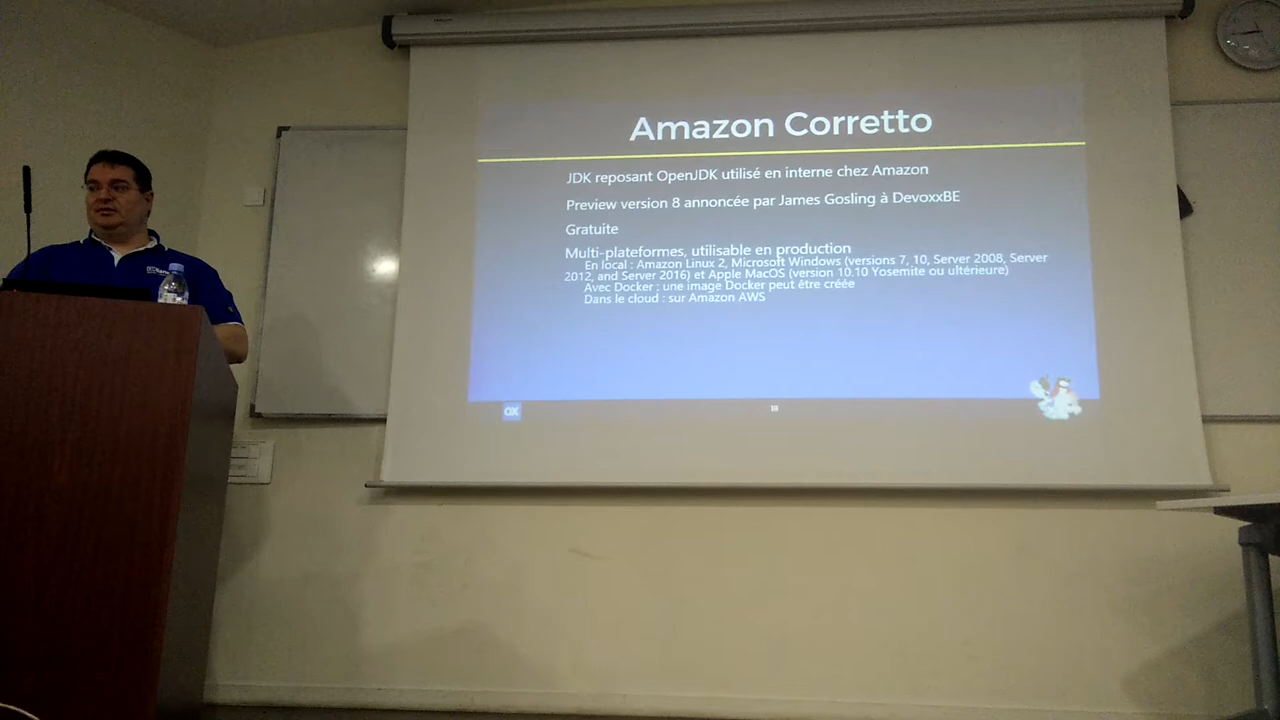 Amazon Corretto
JDK reposant OpenJDK utilisé en interne chez Amazon
Preview version 8 annoncée par James Gosling à DevoxxBE
Gratuite
Multi-plateformes, utilisable en production
En local : Amazon Linux 2, Microsoft Windows (versions 7, 10, Server 2008, Server
2012, and Server 2016) et Apple MacOS (version 10.10 Yosemite ou ultérieure)
Avec Docker : une image Docker peut être créée
Dans le cloud : sur Amazon AWS
OX